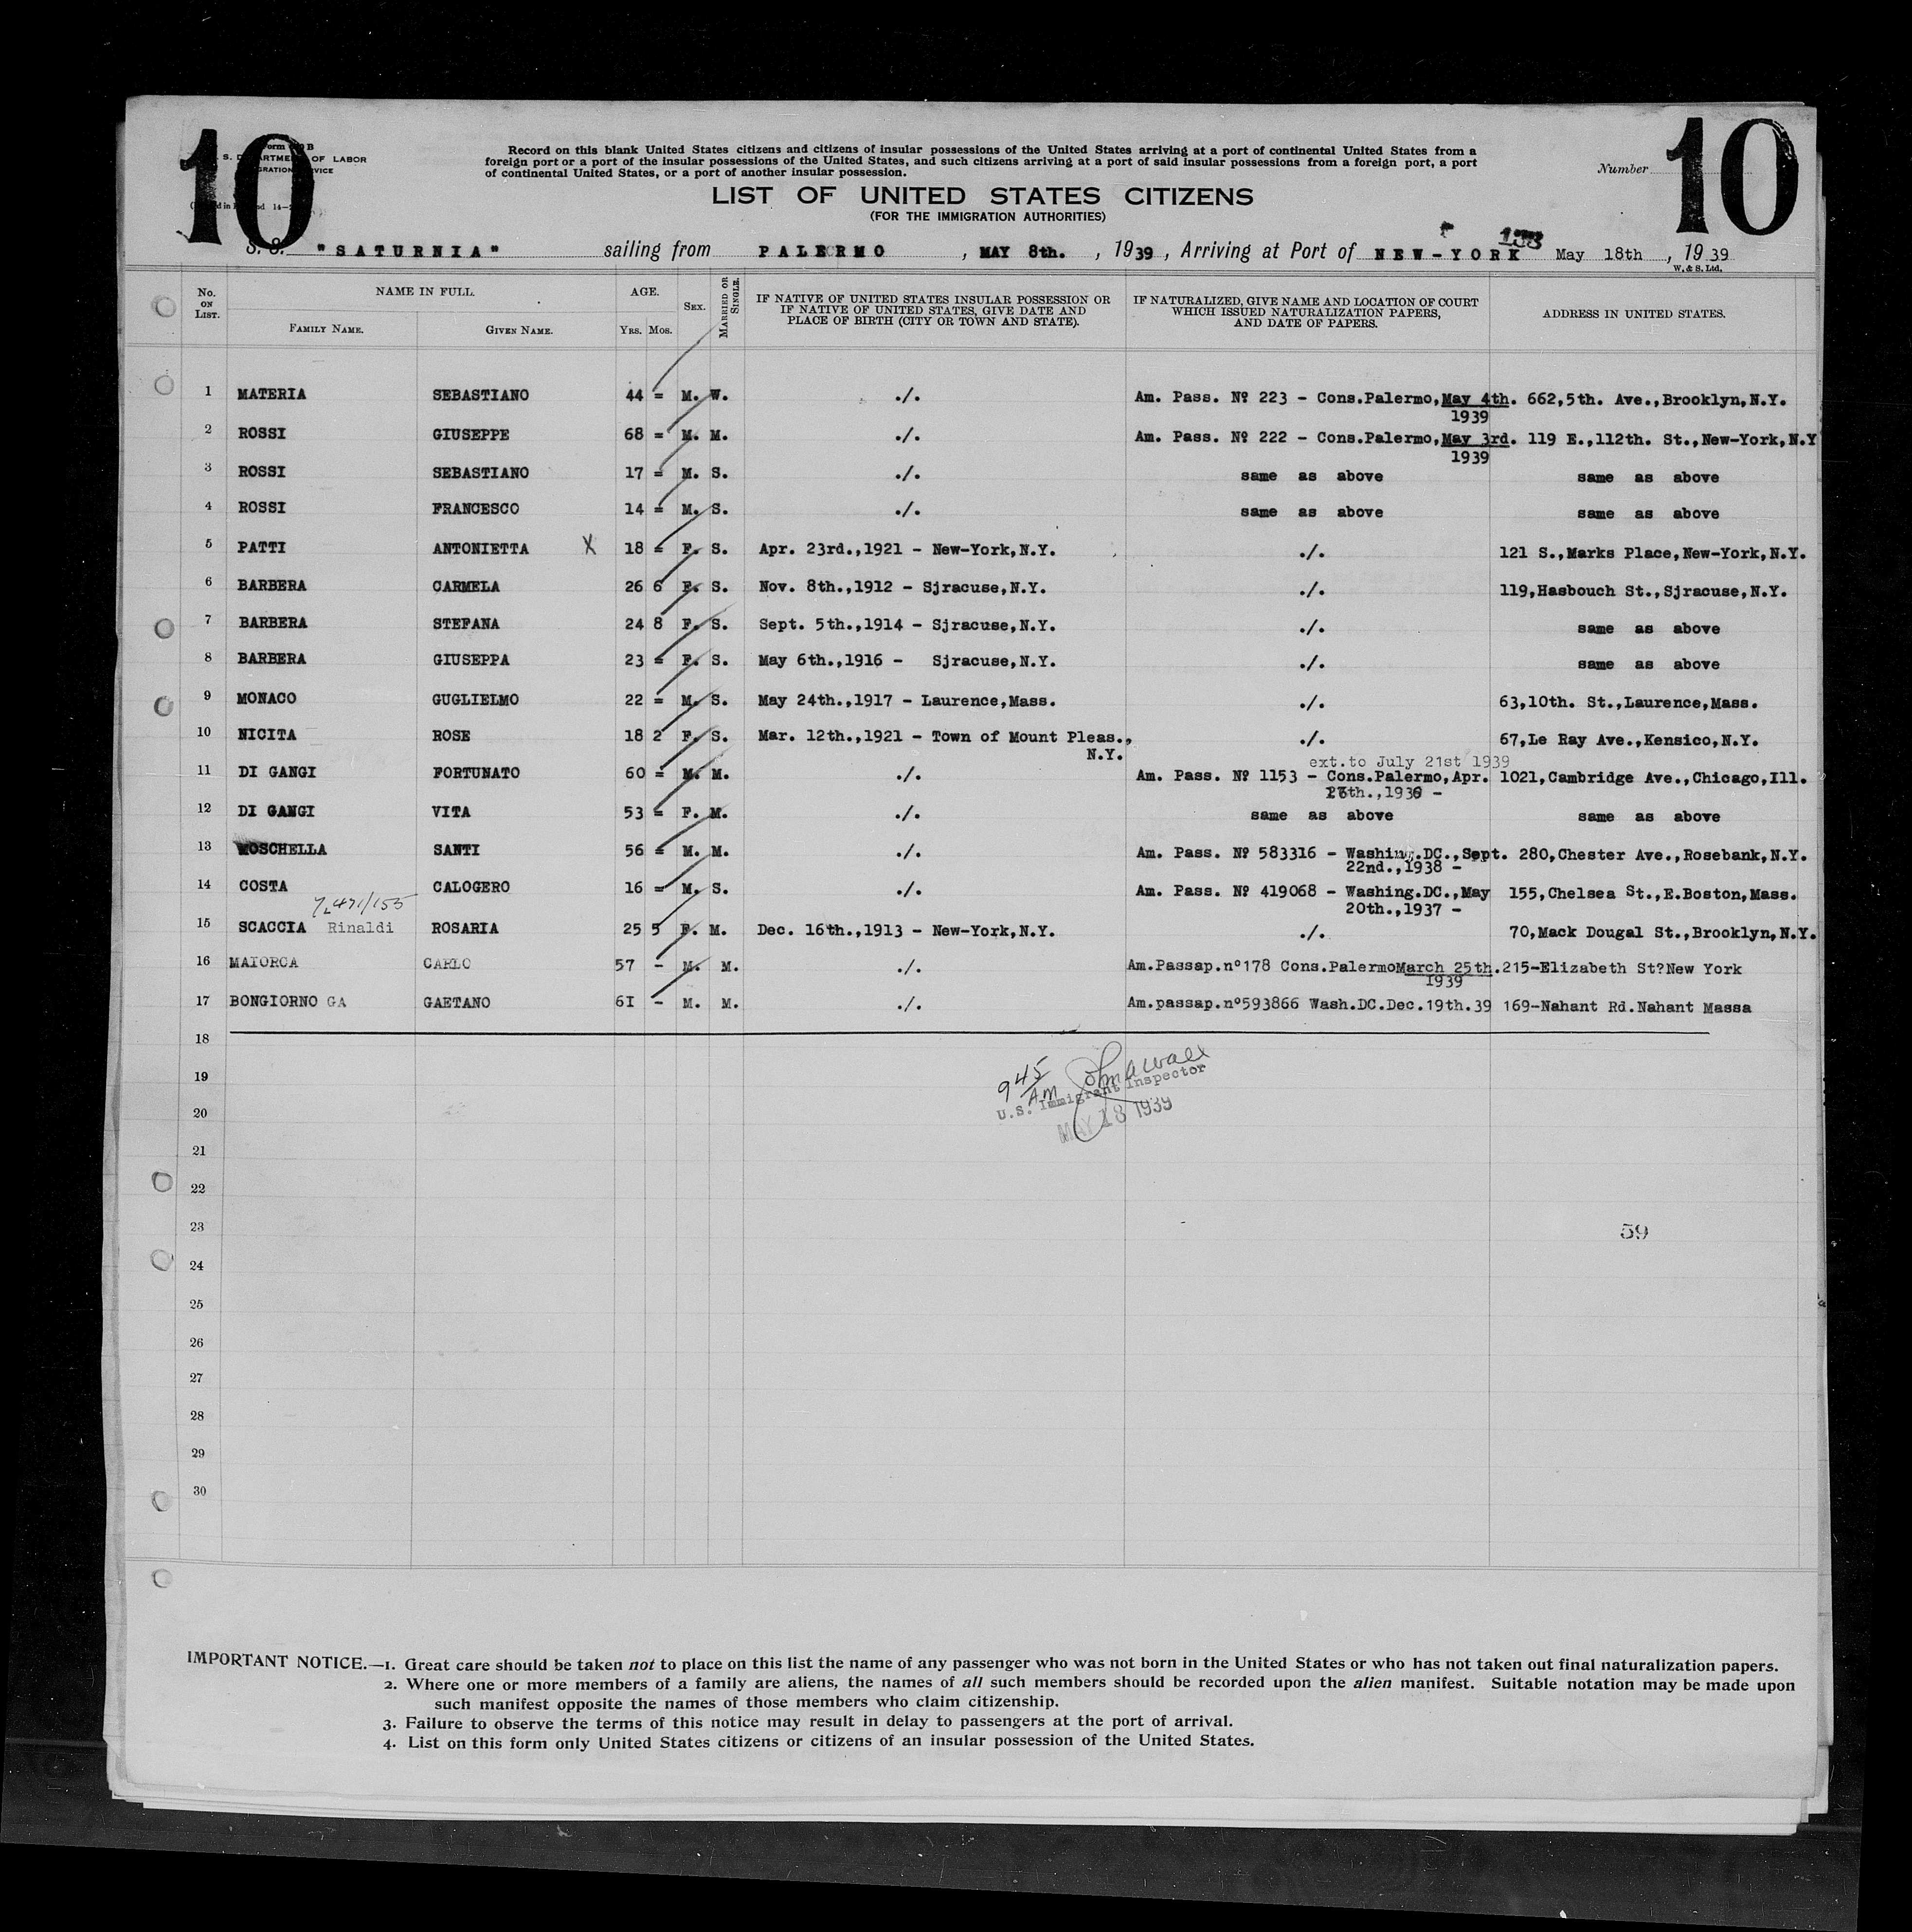 10
10
Form B
S. DEPARTMENT OF LABOR
Record on this blank United States citizens and citizens of insular possessions of the United States arriving at a port of continental United States from a
foreign port or a port of the insular possessions of the United States, and such citizens arriving at a port of said insular possessions from a foreign port, a port
of continental United States, or a port of another insular possession.
Number
LIST OF UNITED STATES CITIZENS
(FOR THE IMMIGRATION AUTHORITIES)
S. S. "SATURNIA" sailing from PALERMO , MAY 8th. , 1939 , Arriving at Port of NEW-YORK May 18th , 1939
W. & S. Ltd.
No. ON LIST. NAME IN FULL. AGE. SEX. MARRIED OR SINGLE. IF NATIVE OF UNITED STATES INSULAR POSSESSION OR IF NATIVE OF UNITED STATES, GIVE DATE AND PLACE OF BIRTH (CITY OR TOWN AND STATE). IF NATURALIZED, GIVE NAME AND LOCATION OF COURT WHICH ISSUED NATURALIZATION PAPERS, AND DATE OF PAPERS. ADDRESS IN UNITED STATES.
FAMILY NAME. GIVEN NAME. YRS. MOS.
1 MATERIA SEBASTIANO 44 = M. W. ./. Am. Pass. Nº 223 - Cons.Palermo,May 4th. 662,5th. Ave.,Brooklyn,N.Y.
1939
2 ROSSI GIUSEPPE 68 = M. M. ./. Am. Pass. Nº 222 - Cons.Palermo,May 3rd. 119 E.,112th. St.,New-York,N.Y
1939
3 ROSSI SEBASTIANO 17 = M. S. ./. same as above same as above
4 ROSSI FRANCESCO 14 = M. S. ./. same as above same as above
5 PATTI ANTONIETTA X 18 = F. S. Apr. 23rd.,1921 - New-York,N.Y. ./. 121 S.,Marks Place,New-York,N.Y.
6 BARBERA CARMELA 26 6 F. S. Nov. 8th.,1912 - Sjracuse,N.Y. ./. 119,Hasbouch St.,Sjracuse,N.Y.
7 BARBERA STEFANA 24 8 F. S. Sept. 5th.,1914 - Sjracuse,N.Y. ./. same as above
8 BARBERA GIUSEPPA 23 = F. S. May 6th.,1916 - Sjracuse,N.Y. ./. same as above
9 MONACO GUGLIELMO 22 = M. S. May 24th.,1917 - Laurence,Mass. ./. 63,10th. St.,Laurence,Mass.
10 NICITA ROSE 18 2 F. S. Mar. 12th.,1921 - Town of Mount Pleas., ./. 67,Le Ray Ave.,Kensico,N.Y.
N.Y.
ext.to July 21st 1939
11 DI GANGI FORTUNATO 60 = M. M. ./. Am. Pass. Nº 1153 - Cons.Palermo,Apr. 1021,Cambridge Ave.,Chicago,Ill.
12 DI GANGI VITA 53 = F. M. ./. same as above same as above
13 MOSCHELLA SANTI 56 = M. M. ./. Am. Pass. Nº 583316 - Washing.DC.,Sept. 280,Chester Ave.,Rosebank,N.Y.
22nd.,1938 -
14 COSTA CALOGERO 16 = M. S. ./. Am. Pass. Nº 419068 - Washing.DC.,May 155,Chelsea St.,E.Boston,Mass.
20th.,1937 -
15 SCACCIA Rinaldi ROSARIA 25 5 F. M. Dec. 16th.,1913 - New-York,N.Y. ./. 70,Mack Dougal St.,Brooklyn,N.Y.
16 MAIORCA CARLO 57 - M. M. ./. Am.Passap.nº178 Cons.PalermoMarch 25th. 215-Elizabeth St?New York
1939
17 BONGIORNO GA GAETANO 6I - M. M. ./. Am.passap.nº593866 Wash.DC.Dec.19th.39 169-Nahant Rd.Nahant Massa
18
19
9 45 AM
U.S. Immigrant Inspector
MAY 18 1939
20
21
22
23
59
24
25
26
27
28
29
30
IMPORTANT NOTICE.—1. Great care should be taken not to place on this list the name of any passenger who was not born in the United States or who has not taken out final naturalization papers.
2. Where one or more members of a family are aliens, the names of all such members should be recorded upon the alien manifest. Suitable notation may be made upon
such manifest opposite the names of those members who claim citizenship.
3. Failure to observe the terms of this notice may result in delay to passengers at the port of arrival.
4. List on this form only United States citizens or citizens of an insular possession of the United States.